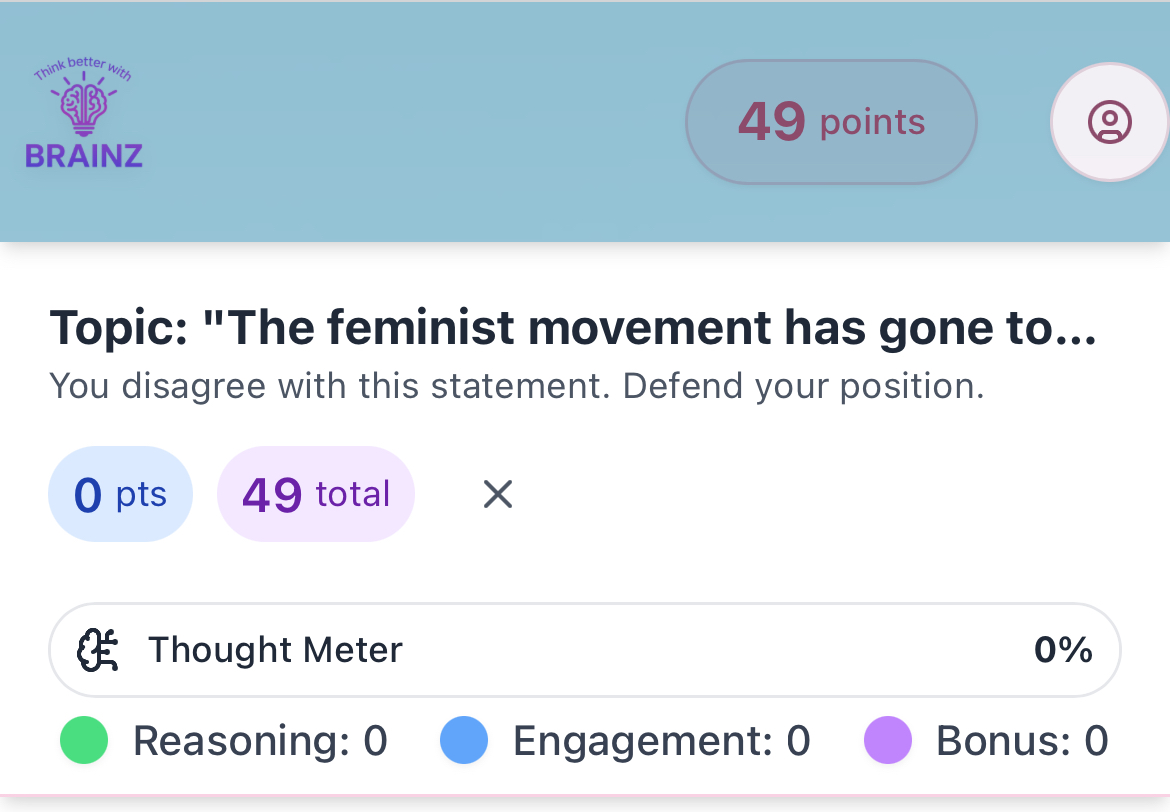 Think better with
BRAINZ
49 points
Topic: "The feminist movement has gone to...
You disagree with this statement. Defend your position.
0 pts 49 total
Thought Meter 0%
Reasoning: 0 Engagement: 0 Bonus: 0